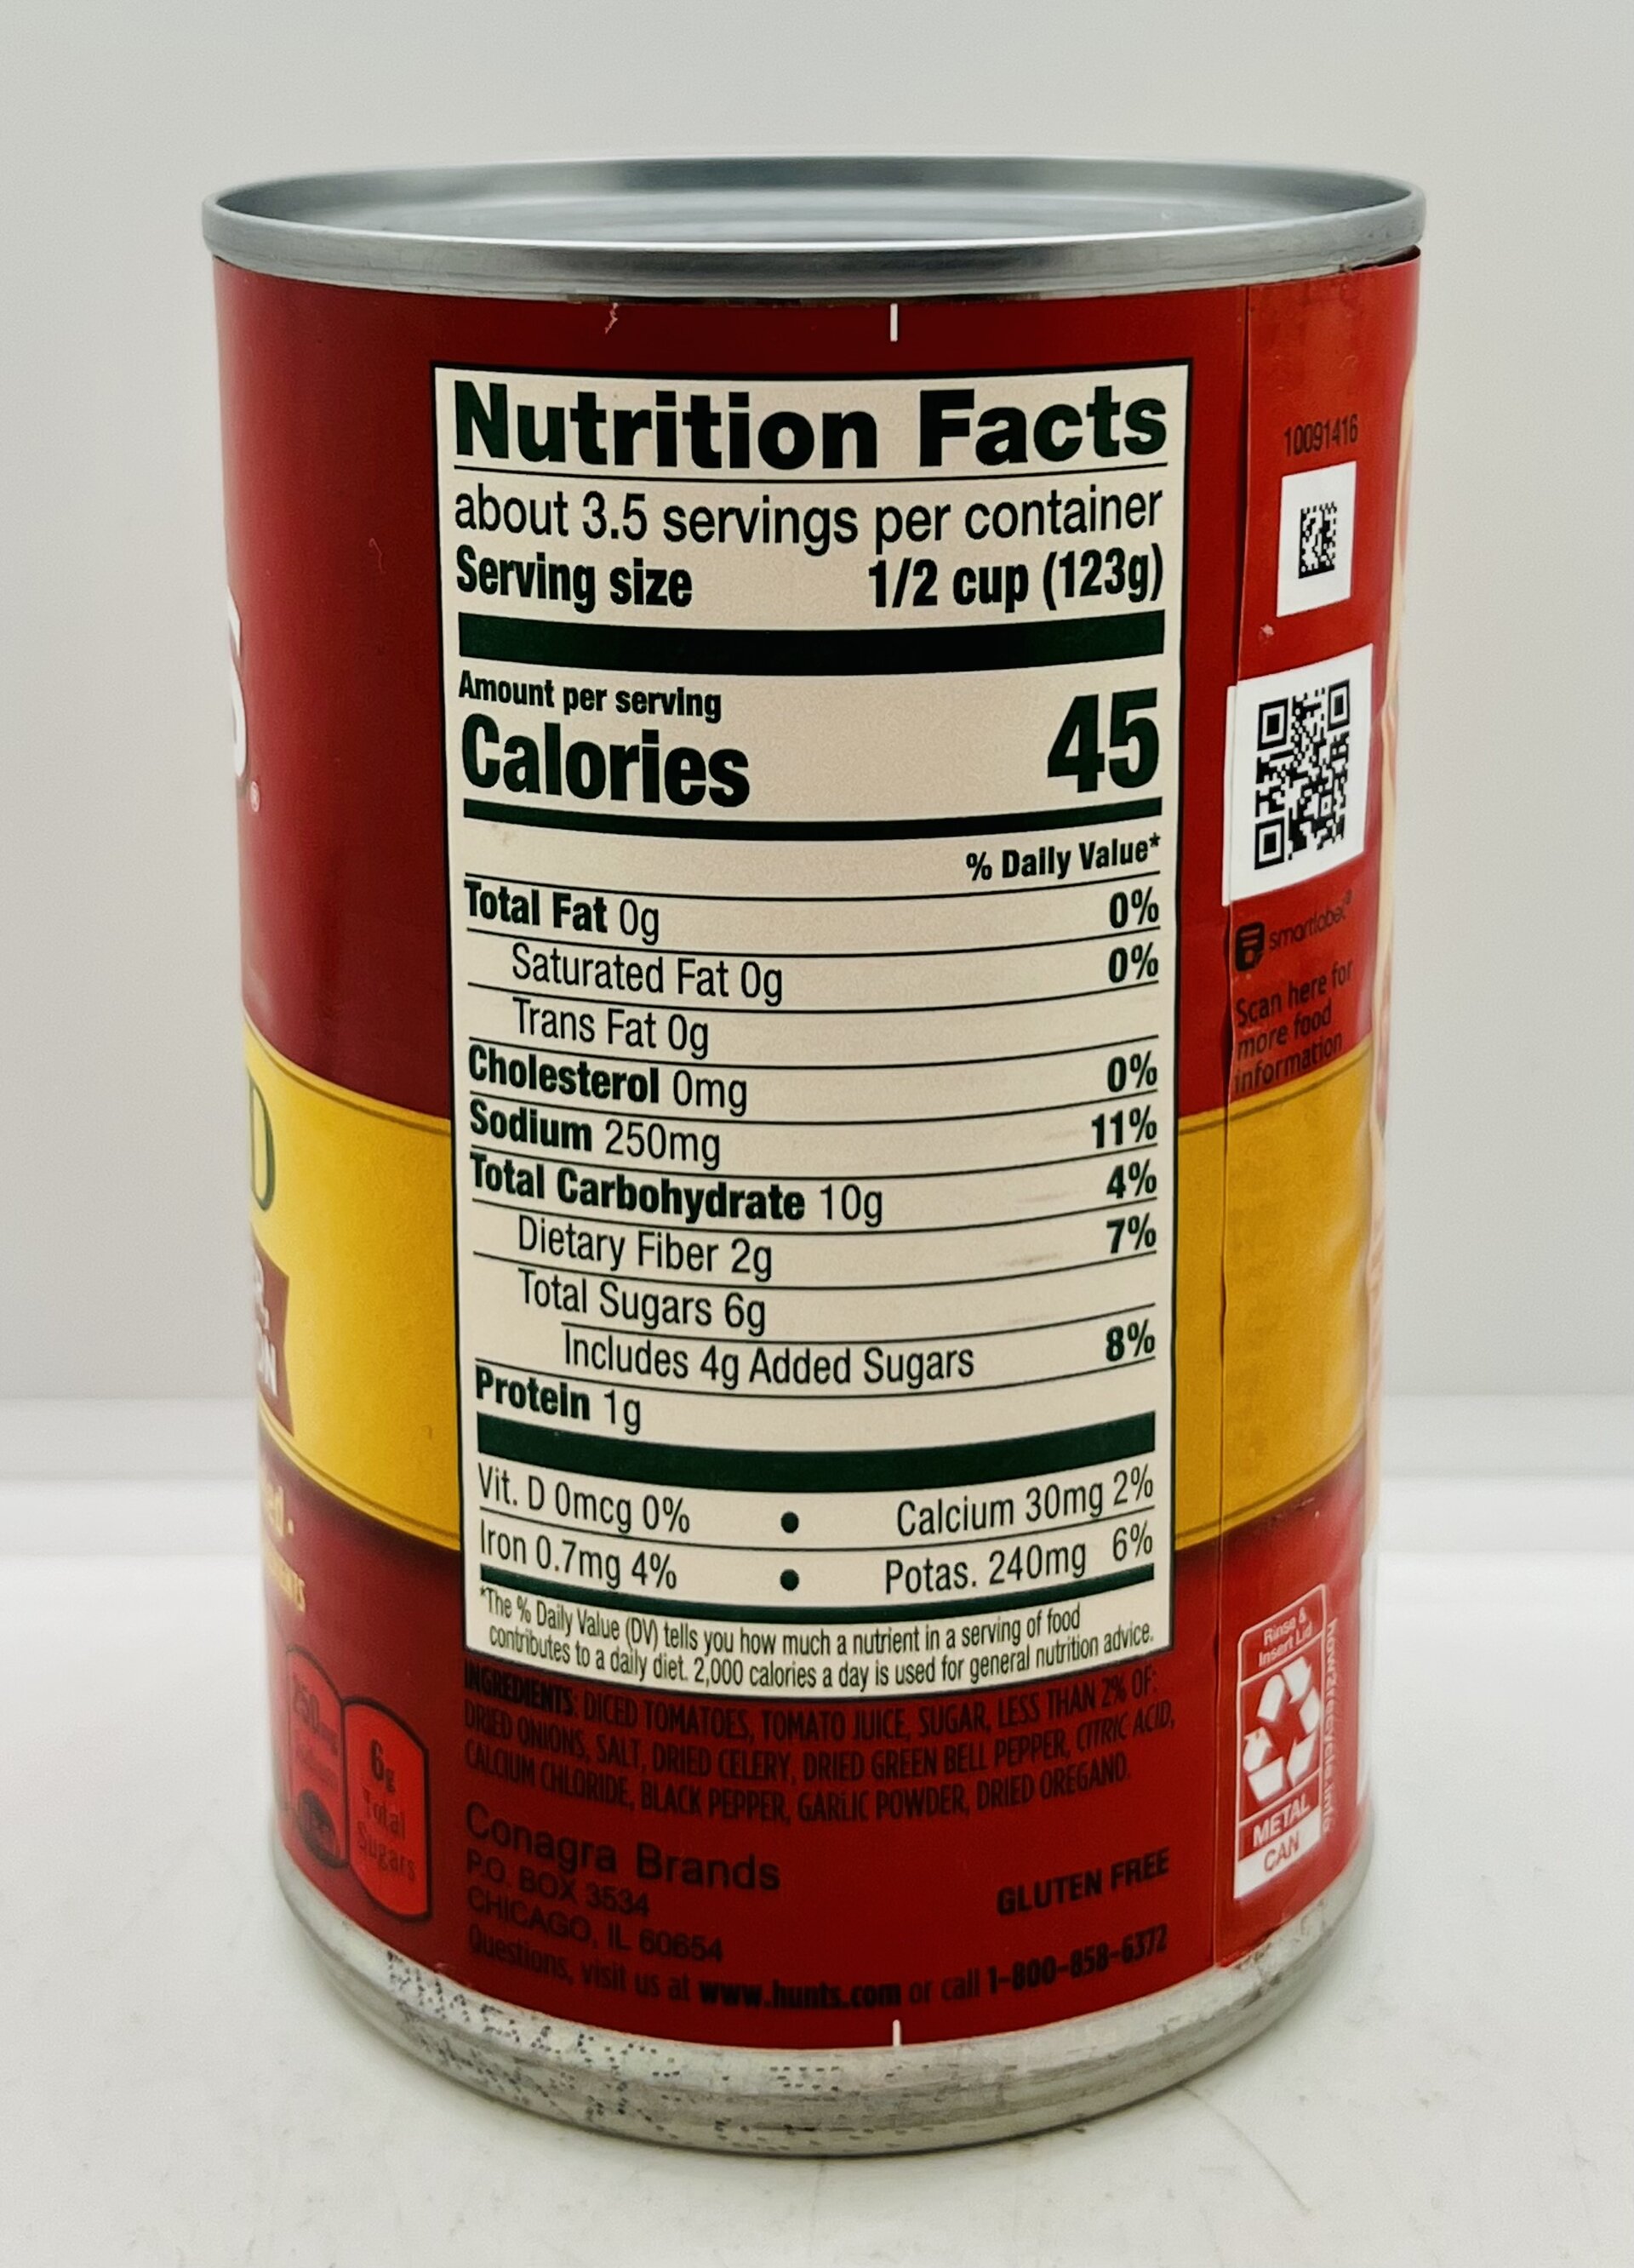 Nutrition Facts
about 3.5 servings per container
Serving size 1/2 cup (123g)
Amount per serving
Calories 45
% Daily Value*
Total Fat 0g 0%
Saturated Fat 0g 0%
Trans Fat 0g
Cholesterol 0mg 0%
Sodium 250mg 11%
Total Carbohydrate 10g 4%
Dietary Fiber 2g 7%
Total Sugars 6g
Includes 4g Added Sugars 8%
Protein 1g
Vit. D 0mcg 0% • Calcium 30mg 2%
Iron 0.7mg 4% • Potas. 240mg 6%
*The % Daily Value (DV) tells you how much a nutrient in a serving of food
contributes to a daily diet. 2,000 calories a day is used for general nutrition advice.
INGREDIENTS: DICED TOMATOES, TOMATO JUICE, SUGAR, LESS THAN 2% OF:
DRIED ONIONS, SALT, DRIED CELERY, DRIED GREEN BELL PEPPER, CITRIC ACID,
CALCIUM CHLORIDE, BLACK PEPPER, GARLIC POWDER, DRIED OREGANO.
Conagra Brands
P.O. BOX 3534
CHICAGO, IL 60654
GLUTEN FREE
Questions, visit us at www.hunts.com or call 1-800-858-6372
250mg
Sodium
6g
Total
Sugars
S®
D
ON
10091416
smartlabel®
Scan here for
more food
information
Rinse &
Insert Lid
METAL
CAN
how2recycle.info